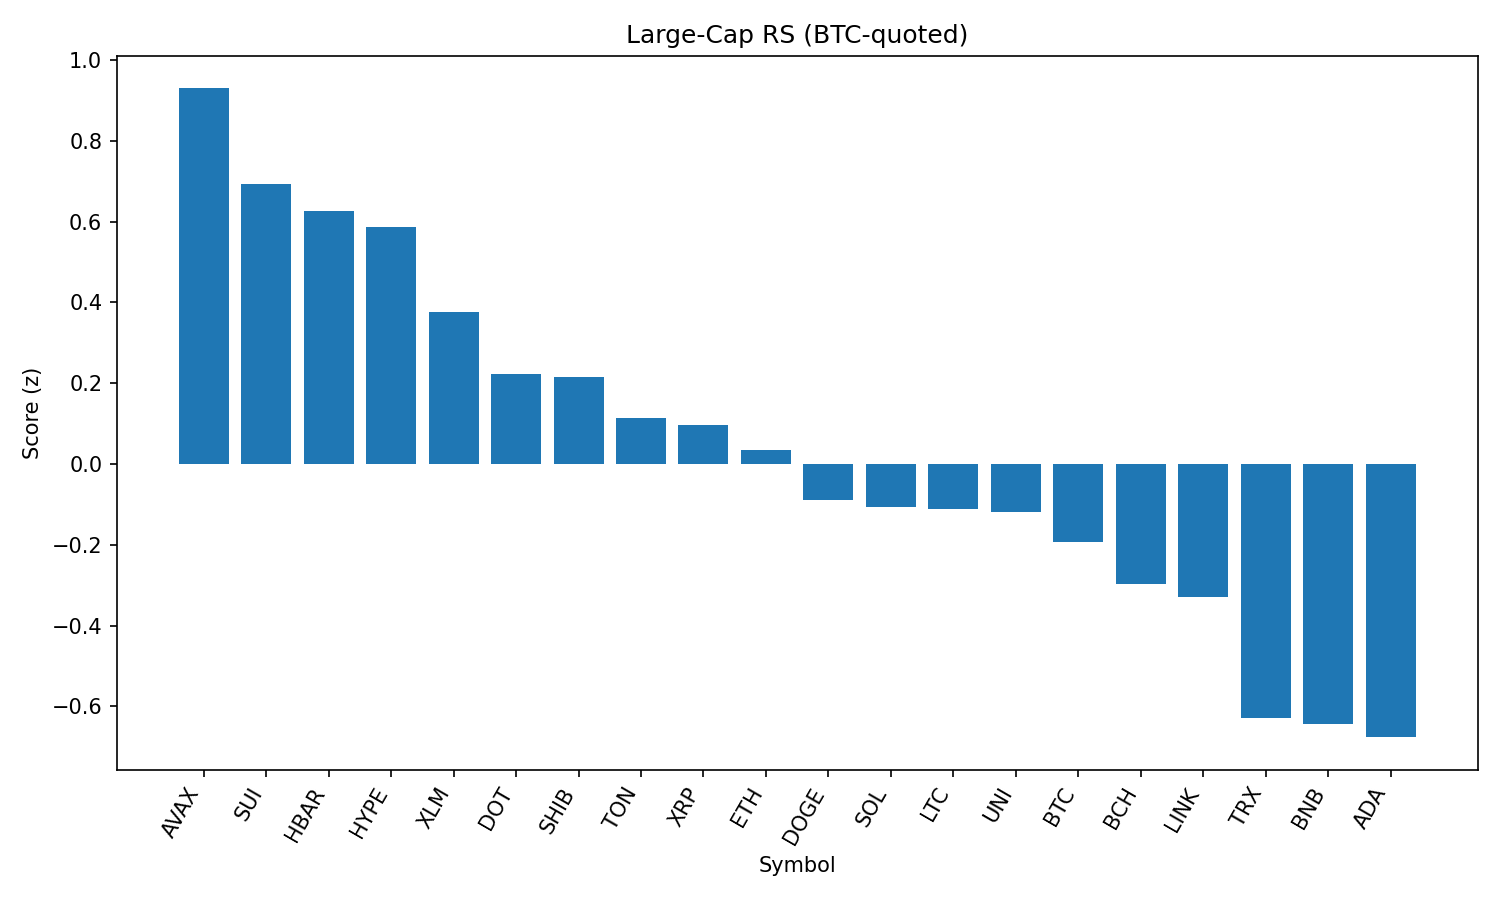 Large-Cap RS (BTC-quoted)
1.0
0.8
0.6
0.4
0.2
0.0
−0.2
−0.4
−0.6
Score (z)
AVAX
SUI
HBAR
HYPE
XLM
DOT
SHIB
TON
XRP
ETH
DOGE
SOL
LTC
UNI
BTC
BCH
LINK
TRX
BNB
ADA
Symbol